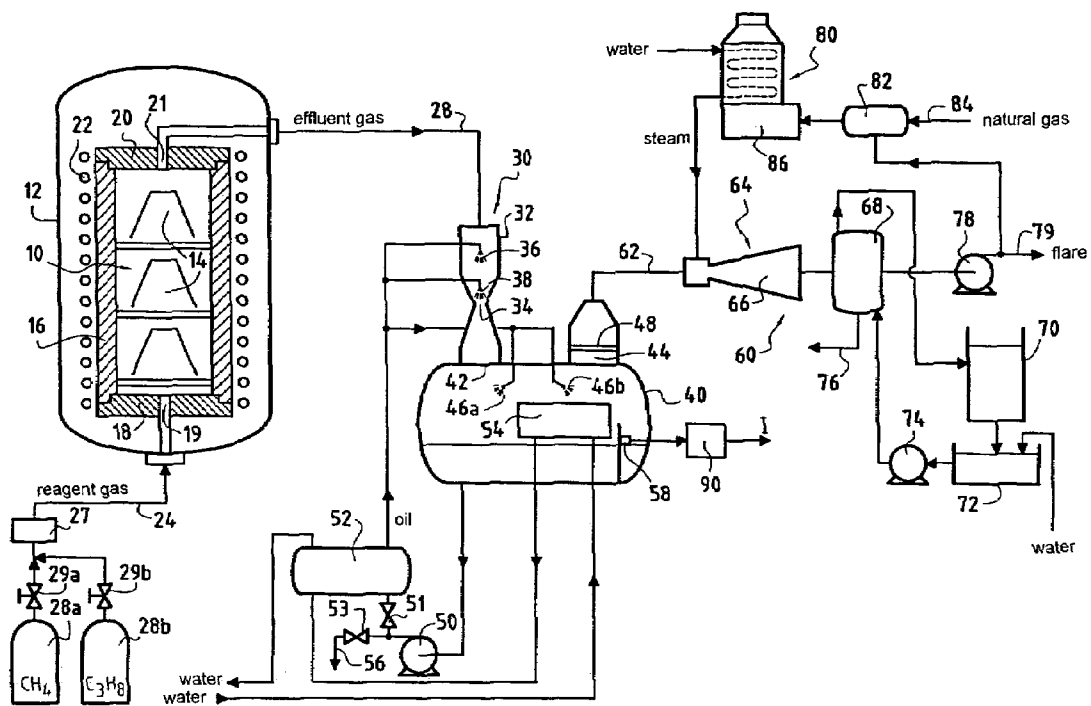 water
80
82
84
natural gas
steam
86
21
20
22
effluent gas
28
30
12
32
64
68
78
79
flare
36
62
14
10
38
66
34
48
44
60
16
42
46a
46b
40
76
70
54
I
74
18
19
58
90
72
reagent gas
24
52
oil
water
27
29a
29b
51
53
50
28a
28b
56
CH4
C3H8
water
water